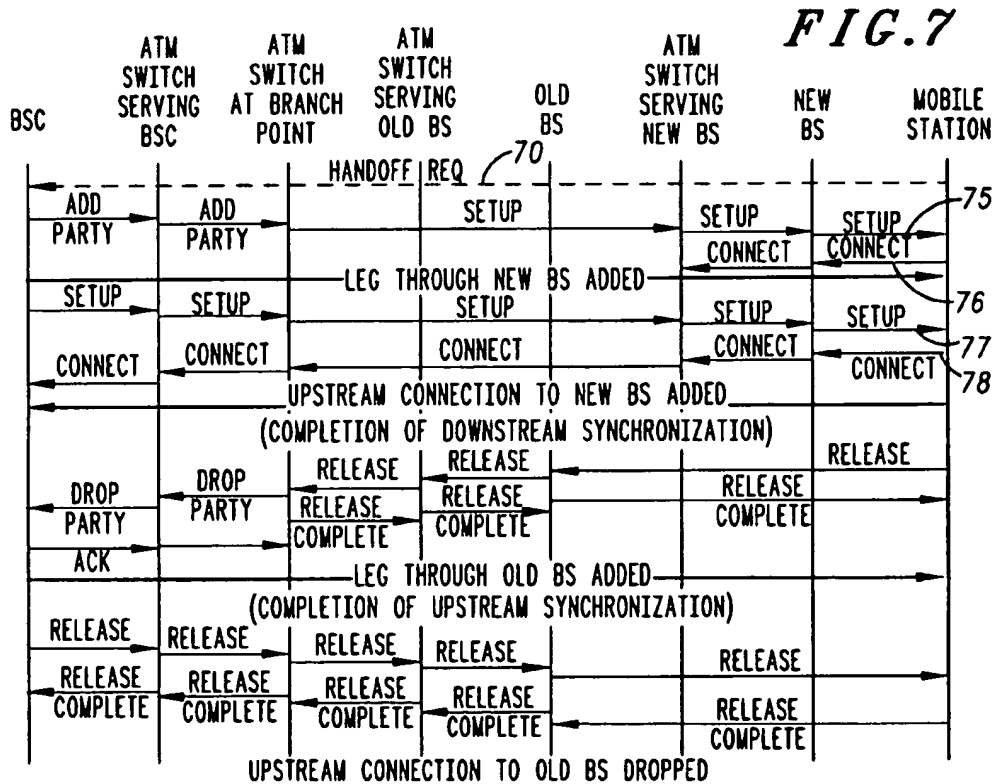 FIG.7
BSC
ATM
SWITCH
SERVING
BSC
ATM
SWITCH
AT BRANCH
POINT
ATM
SWITCH
SERVING
OLD BS
OLD
BS
ATM
SWITCH
SERVING
NEW BS
NEW
BS
MOBILE
STATION
HANDOFF REQ 70
ADD PARTY ADD PARTY SETUP SETUP SETUP 75
CONNECT CONNECT
LEG THROUGH NEW BS ADDED 76
SETUP SETUP SETUP SETUP SETUP 77
CONNECT CONNECT CONNECT CONNECT CONNECT 78
UPSTREAM CONNECTION TO NEW BS ADDED
(COMPLETION OF DOWNSTREAM SYNCHRONIZATION)
DROP PARTY DROP PARTY RELEASE RELEASE RELEASE
RELEASE COMPLETE RELEASE COMPLETE RELEASE COMPLETE
ACK
LEG THROUGH OLD BS ADDED
(COMPLETION OF UPSTREAM SYNCHRONIZATION)
RELEASE RELEASE RELEASE RELEASE RELEASE
RELEASE COMPLETE RELEASE COMPLETE RELEASE COMPLETE RELEASE COMPLETE RELEASE COMPLETE
UPSTREAM CONNECTION TO OLD BS DROPPED